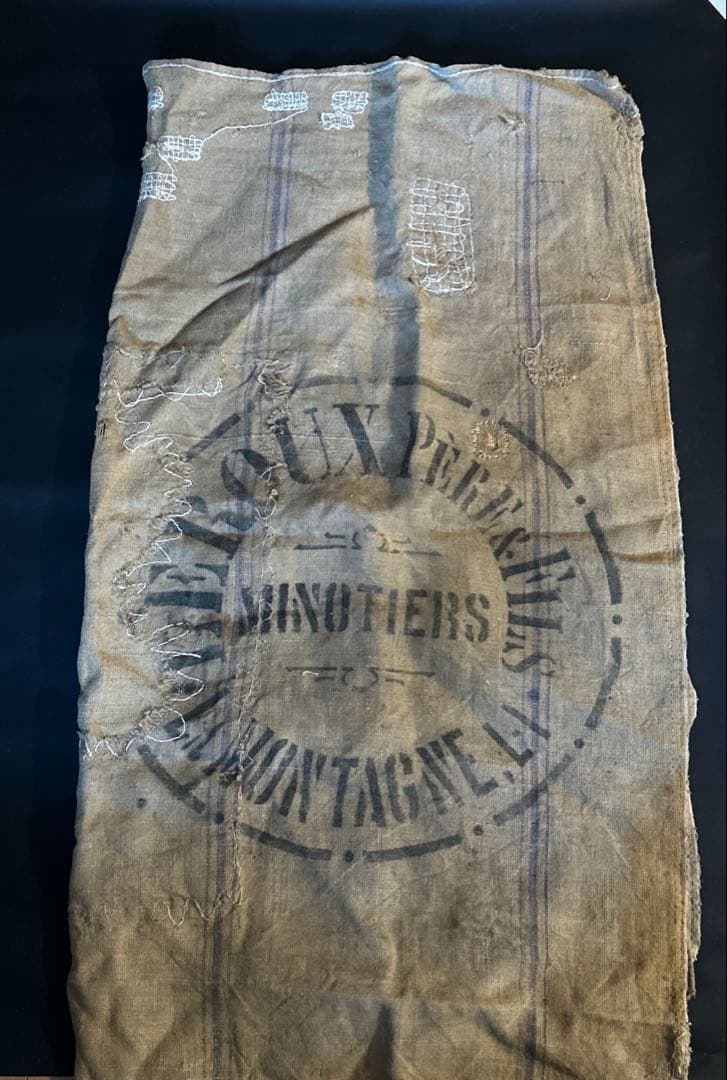 ROUX PÈRE & FILS
MINOTIERS
MONTAGNE,